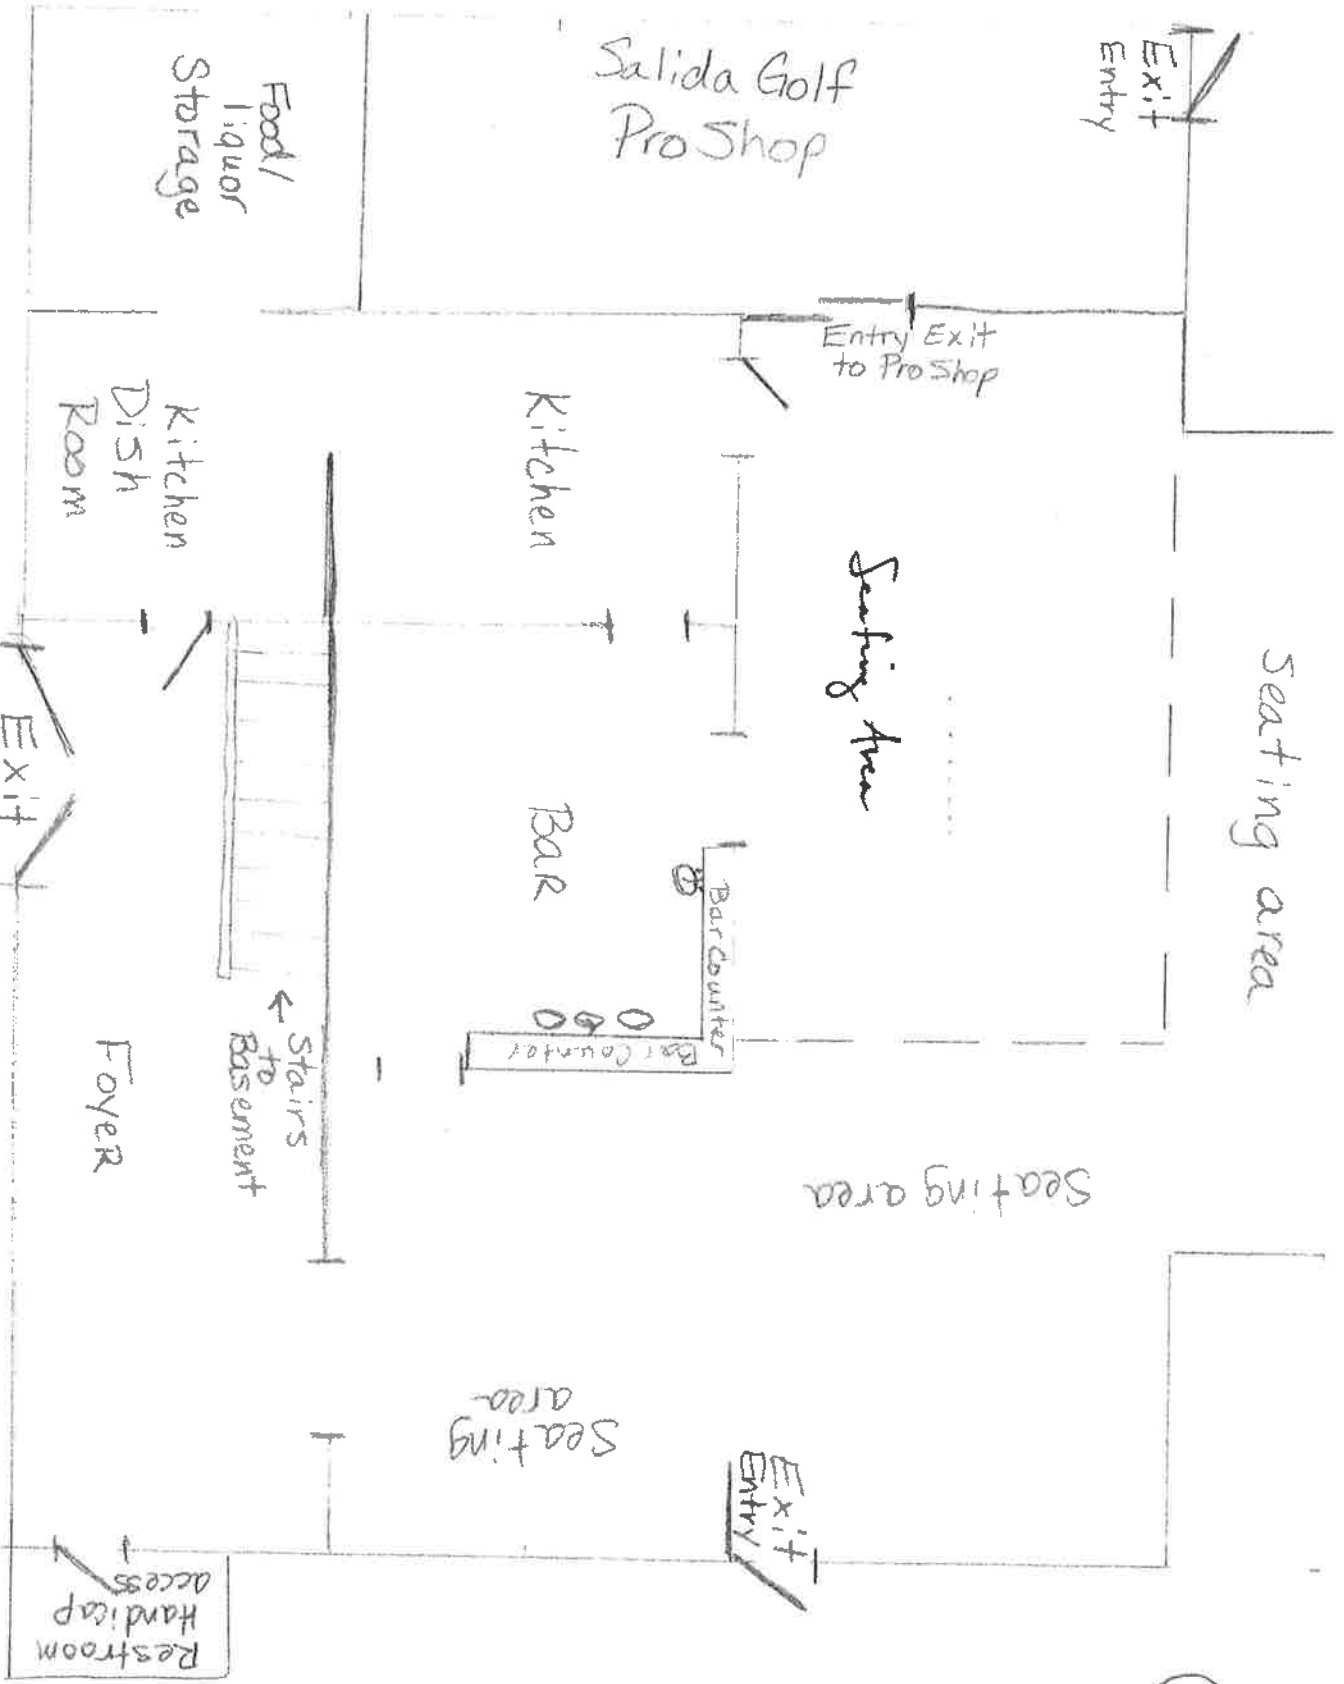 Salida Golf
Pro Shop
Exit
Entry
Food/
liquor
Storage
Entry Exit
to Pro Shop
Kitchen
Kitchen
Dish
Room
Seating Area
Seating area
Bar
Bar Counter
Bar Counter
Exit
← Stairs
to
Basement
Foyer
Seating area
Seating
area
Exit
Entry
Restroom
Handicap
access